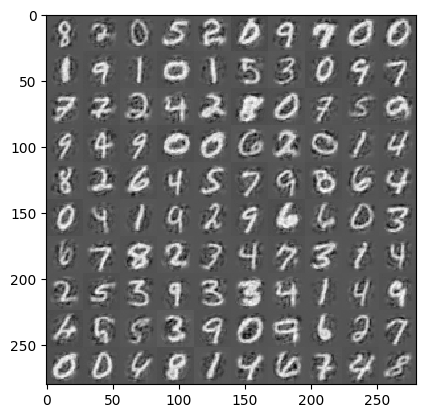 0
50
100
150
200
250
8 2 0 5 2 0 9 7 0 0
1 9 1 0 1 5 3 0 9 7
7 2 2 4 2 8 0 7 5 9
9 4 9 0 0 6 2 0 1 4
8 2 6 4 5 7 9 8 6 4
0 4 1 9 2 9 6 6 0 3
6 7 8 2 3 4 7 3 1 4
2 5 3 9 3 3 4 1 4 9
5 5 3 9 0 9 6 2 7
0 0 4 8 1 4 6 7 4 8
0 50 100 150 200 250